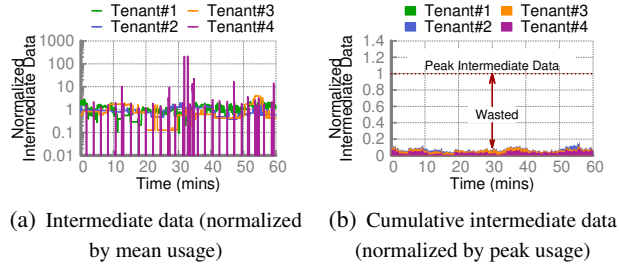 Tenant#1 Tenant#3
Tenant#2 Tenant#4
Normalized
Intermediate Data
1000
100
10
1
0.1
0.01
0 10 20 30 40 50 60
Time (mins)
(a) Intermediate data (normalized
by mean usage)
Tenant#1 Tenant#3
Tenant#2 Tenant#4
Normalized
Intermediate Data
1.4
1.2
1
0.8
0.6
0.4
0.2
0
Peak Intermediate Data
Wasted
0 10 20 30 40 50 60
Time (mins)
(b) Cumulative intermediate data
(normalized by peak usage)